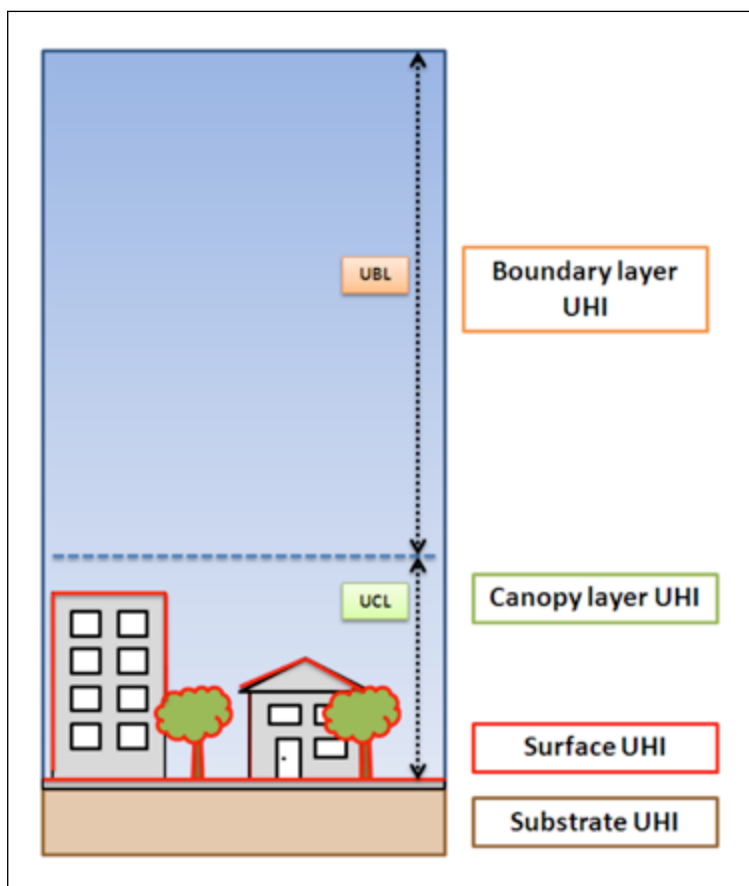 UBL
Boundary layer
UHI
UCL
Canopy layer UHI
Surface UHI
Substrate UHI